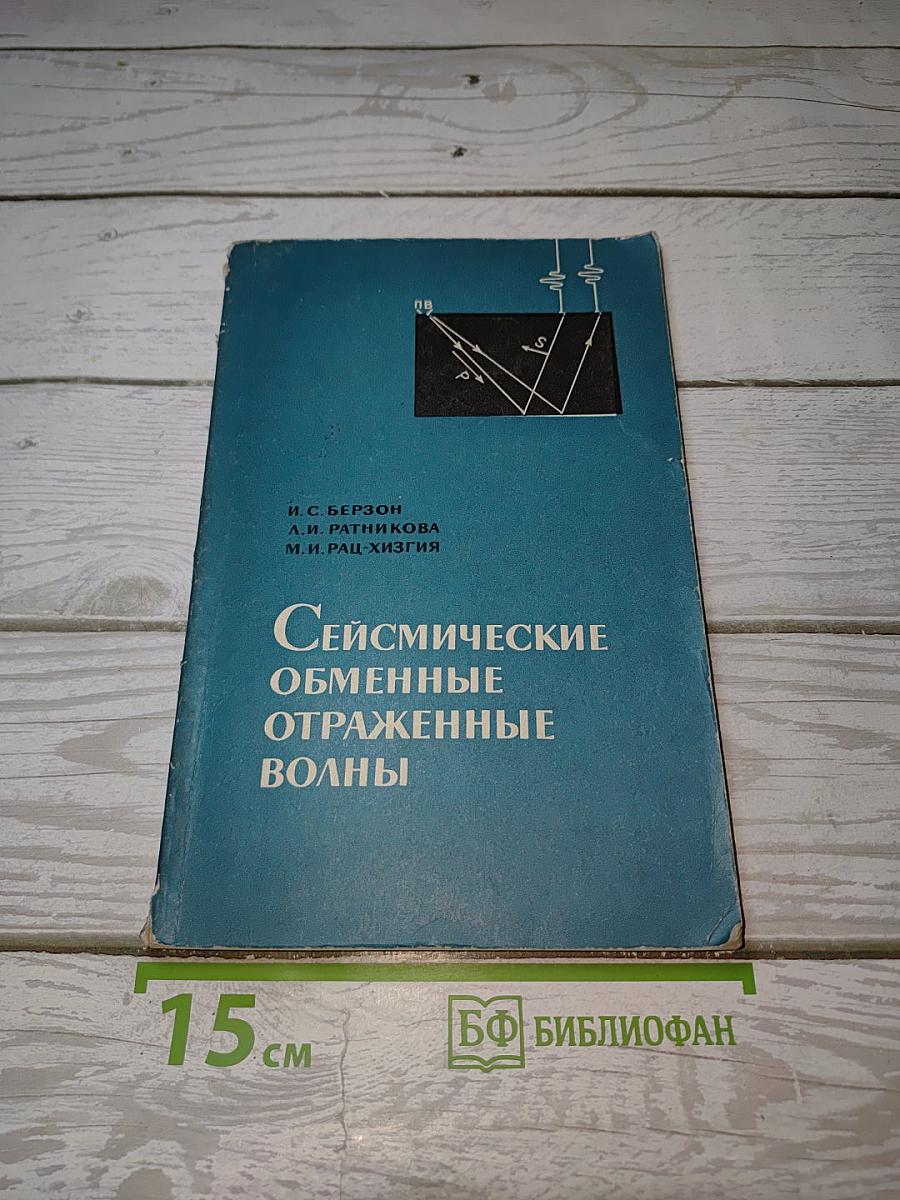 ПВ
S
P
И. С. БЕРЗОН
Л. И. РАТНИКОВА
М. И. РАЦ-ХИЗГИЯ
СЕЙСМИЧЕСКИЕ
ОБМЕННЫЕ
ОТРАЖЕННЫЕ
ВОЛНЫ
15 см
БФ БИБЛИОФАН